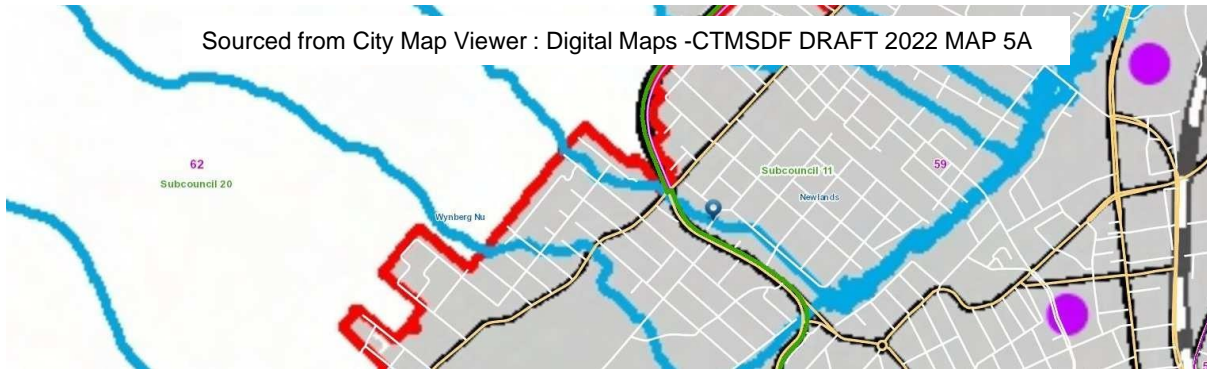 Sourced from City Map Viewer : Digital Maps -CTMSDF DRAFT 2022 MAP 5A
62
Subcouncil 20
Wynberg Nu
59
Subcouncil 11
Newlands